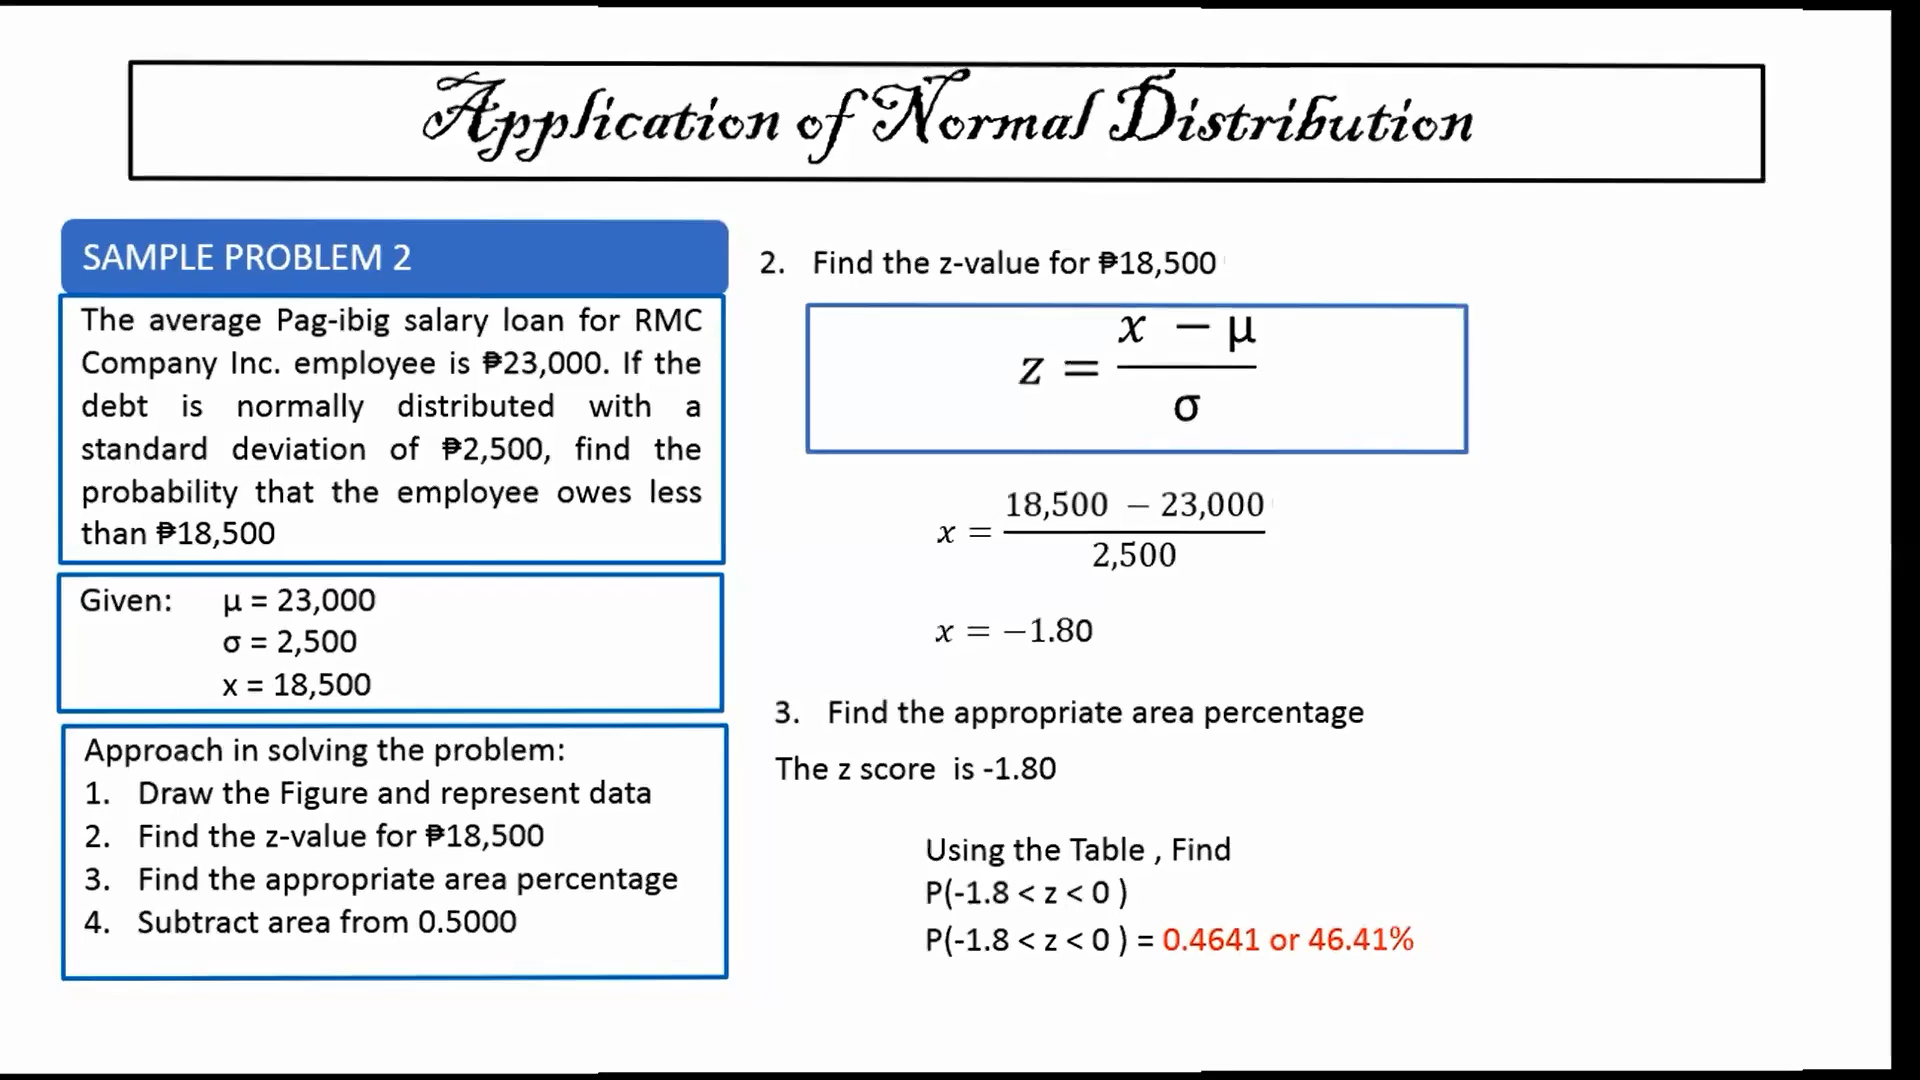 Application of Normal Distribution
SAMPLE PROBLEM 2
The average Pag-ibig salary loan for RMC
Company Inc. employee is ₱23,000. If the
debt is normally distributed with a
standard deviation of ₱2,500, find the
probability that the employee owes less
than ₱18,500
Given: μ = 23,000
σ = 2,500
x = 18,500
Approach in solving the problem:
1. Draw the Figure and represent data
2. Find the z-value for ₱18,500
3. Find the appropriate area percentage
4. Subtract area from 0.5000
2. Find the z-value for ₱18,500
x − μ
z =
σ
18,500 − 23,000
x =
2,500
x = −1.80
3. Find the appropriate area percentage
The z score is -1.80
Using the Table , Find
P(-1.8 < z < 0 )
P(-1.8 < z < 0 ) = 0.4641 or 46.41%